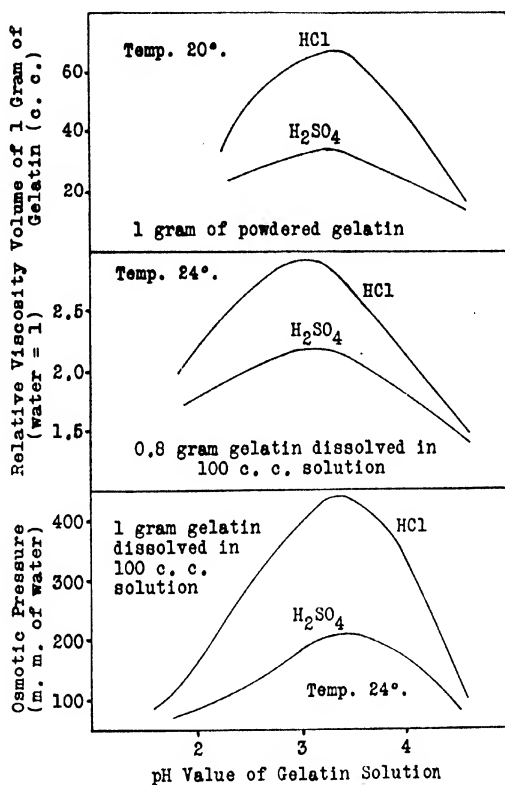 Volume of 1 Gram of
Gelatin (c. c.)
60
40
20
Temp. 20°.
HCl
H₂SO₄
1 gram of powdered gelatin
Relative Viscosity
(water = 1)
2.5
2.0
1.5
Temp. 24°.
HCl
H₂SO₄
0.8 gram gelatin dissolved in
100 c. c. solution
Osmotic Pressure
(m. m. of water)
400
300
200
100
1 gram gelatin
dissolved in
100 c. c.
solution
HCl
H₂SO₄
Temp. 24°.
2
3
4
pH Value of Gelatin Solution